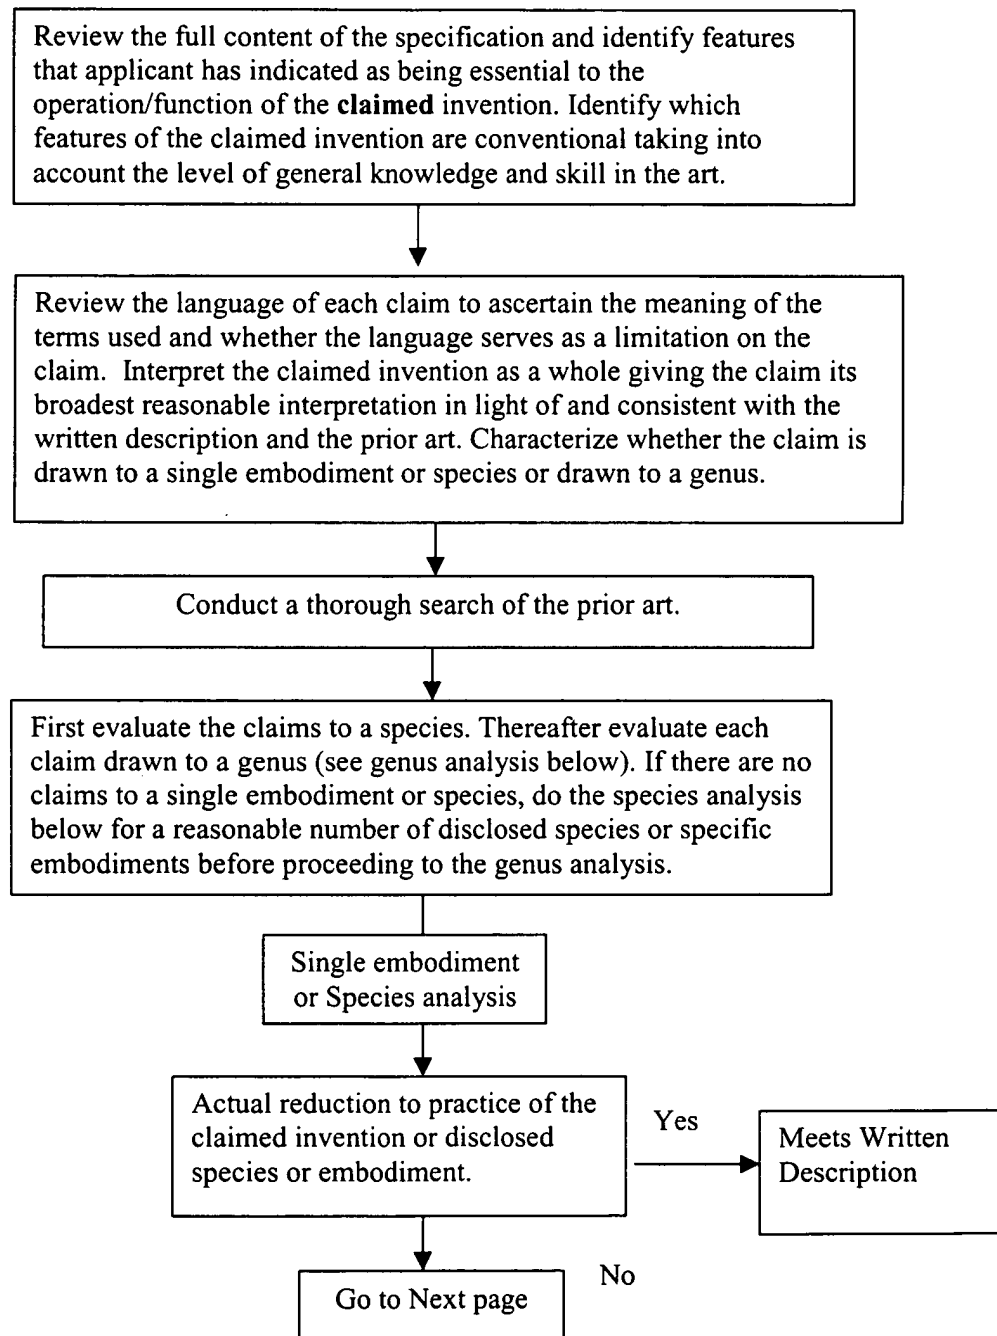 Review the full content of the specification and identify features
that applicant has indicated as being essential to the
operation/function of the claimed invention. Identify which
features of the claimed invention are conventional taking into
account the level of general knowledge and skill in the art.
Review the language of each claim to ascertain the meaning of the
terms used and whether the language serves as a limitation on the
claim. Interpret the claimed invention as a whole giving the claim its
broadest reasonable interpretation in light of and consistent with the
written description and the prior art. Characterize whether the claim is
drawn to a single embodiment or species or drawn to a genus.
Conduct a thorough search of the prior art.
First evaluate the claims to a species. Thereafter evaluate each
claim drawn to a genus (see genus analysis below). If there are no
claims to a single embodiment or species, do the species analysis
below for a reasonable number of disclosed species or specific
embodiments before proceeding to the genus analysis.
Single embodiment
or Species analysis
Actual reduction to practice of the
claimed invention or disclosed
species or embodiment.
Yes
Meets Written
Description
No
Go to Next page